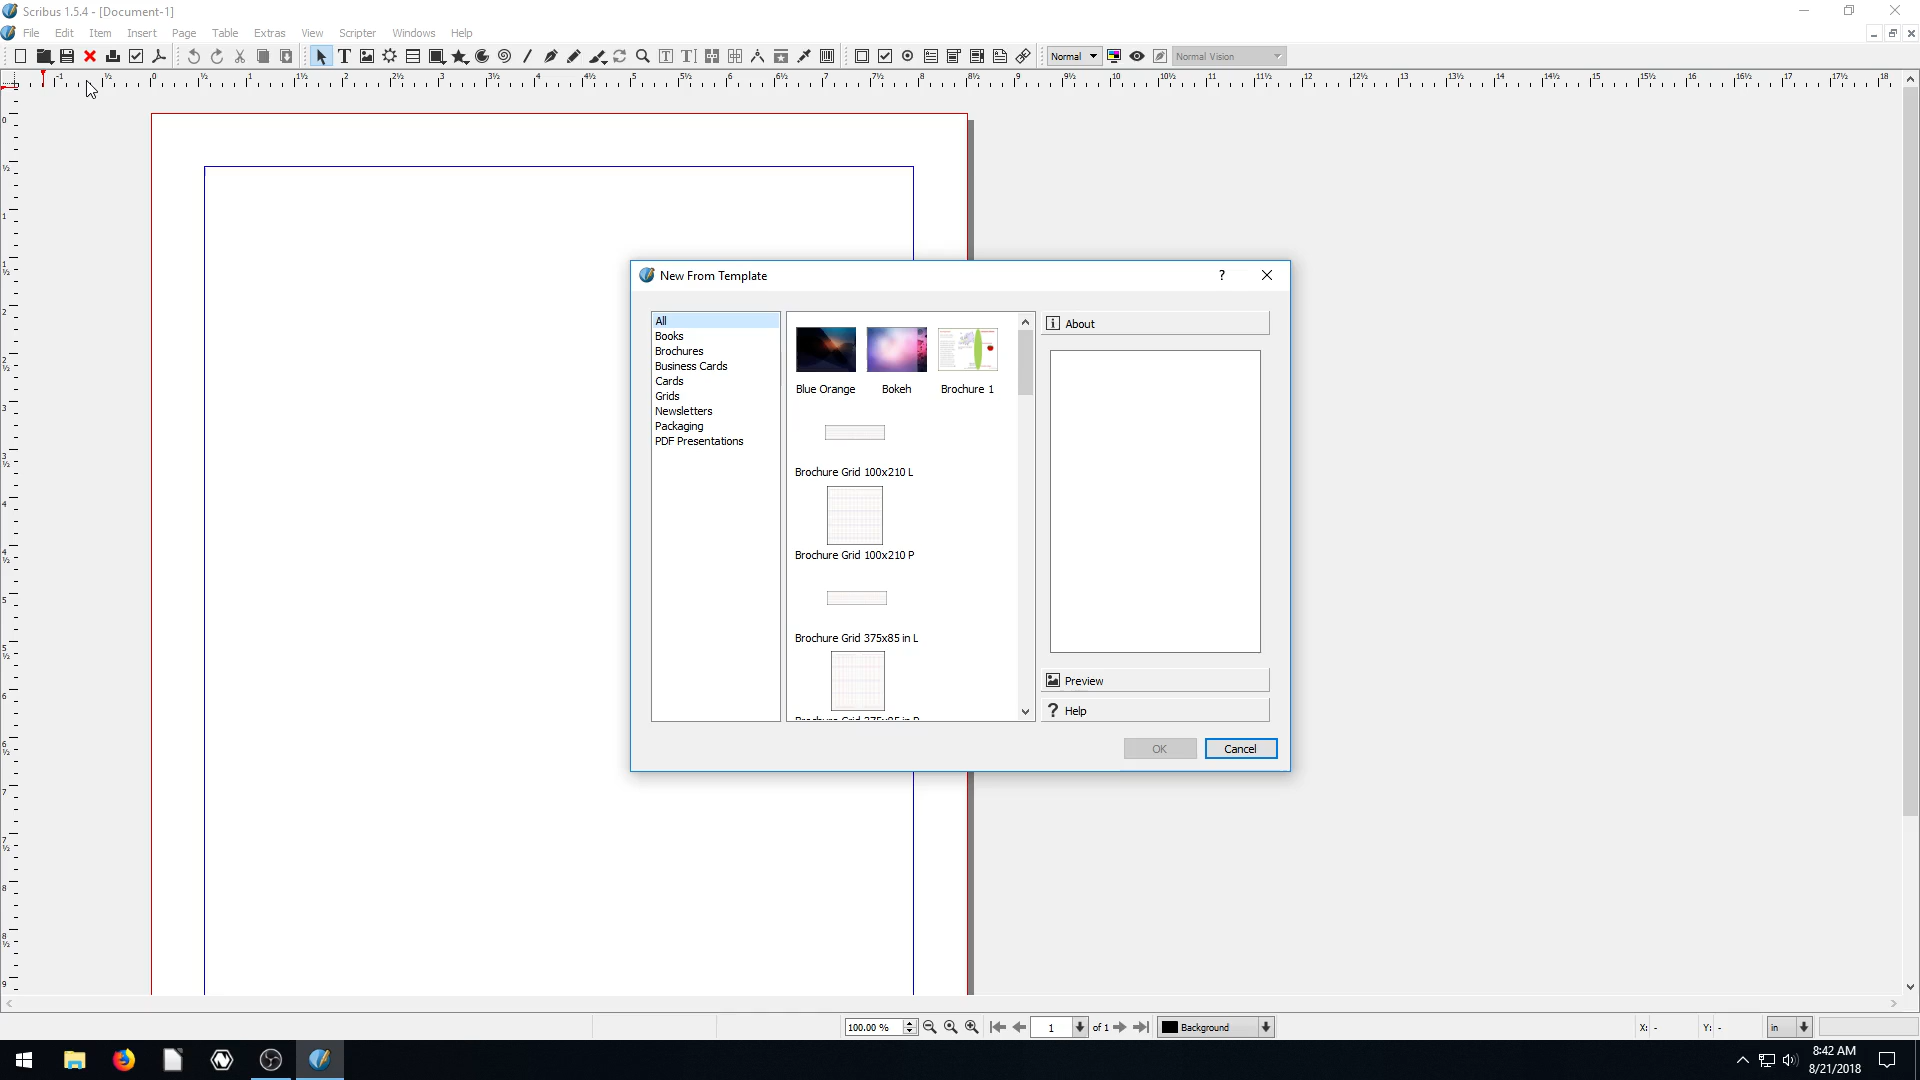 Scribus 1.5.4 - [Document-1]
File Edit Item Insert Page Table Extras View Scripter Windows Help
Normal Normal Vision
New From Template
All
Books
Brochures
Business Cards
Cards
Grids
Newsletters
Packaging
PDF Presentations
Blue Orange Bokeh Brochure 1
Brochure Grid 100x210 L
Brochure Grid 100x210 P
Brochure Grid 375x85 in L
About
Preview
Help
OK Cancel
100.00 % 1 of 1 Background X: - Y: - in
8:42 AM
8/21/2018